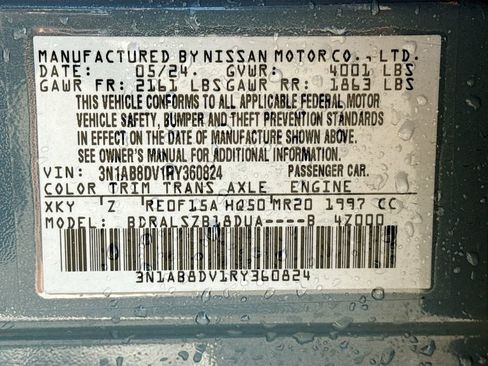 MANUFACTURED BY NISSAN MOTOR CO., LTD.
DATE: 05/24. GVWR: 4001 LBS
GAWR FR: 2161 LBS GAWR RR: 1863 LBS
THIS VEHICLE CONFORMS TO ALL APPLICABLE FEDERAL MOTOR
VEHICLE SAFETY, BUMPER AND THEFT PREVENTION STANDARDS
IN EFFECT ON THE DATE OF MANUFACTURE SHOWN ABOVE.
SEE OWNER'S MANUAL FOR ADDITIONAL INFORMATION.
VIN: 3N1AB8DV1RY360824 PASSENGER CAR.
COLOR TRIM TRANS AXLE ENGINE
XKY Z RE0F15A HQ50 MR20 1997 CC
MODEL: BDRALSZB18DUA----B 4Z000
3N1AB8DV1RY360824